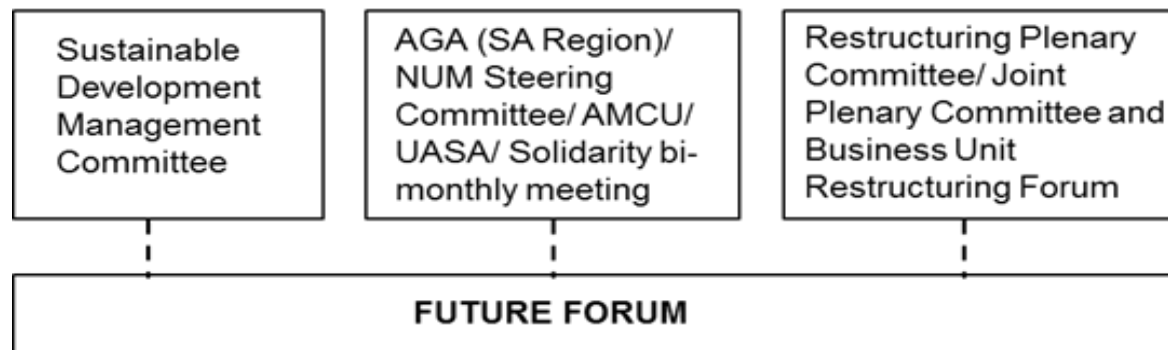 Sustainable
Development
Management
Committee
AGA (SA Region)/
NUM Steering
Committee/ AMCU/
UASA/ Solidarity bi-
monthly meeting
Restructuring Plenary
Committee/ Joint
Plenary Committee and
Business Unit
Restructuring Forum
FUTURE FORUM